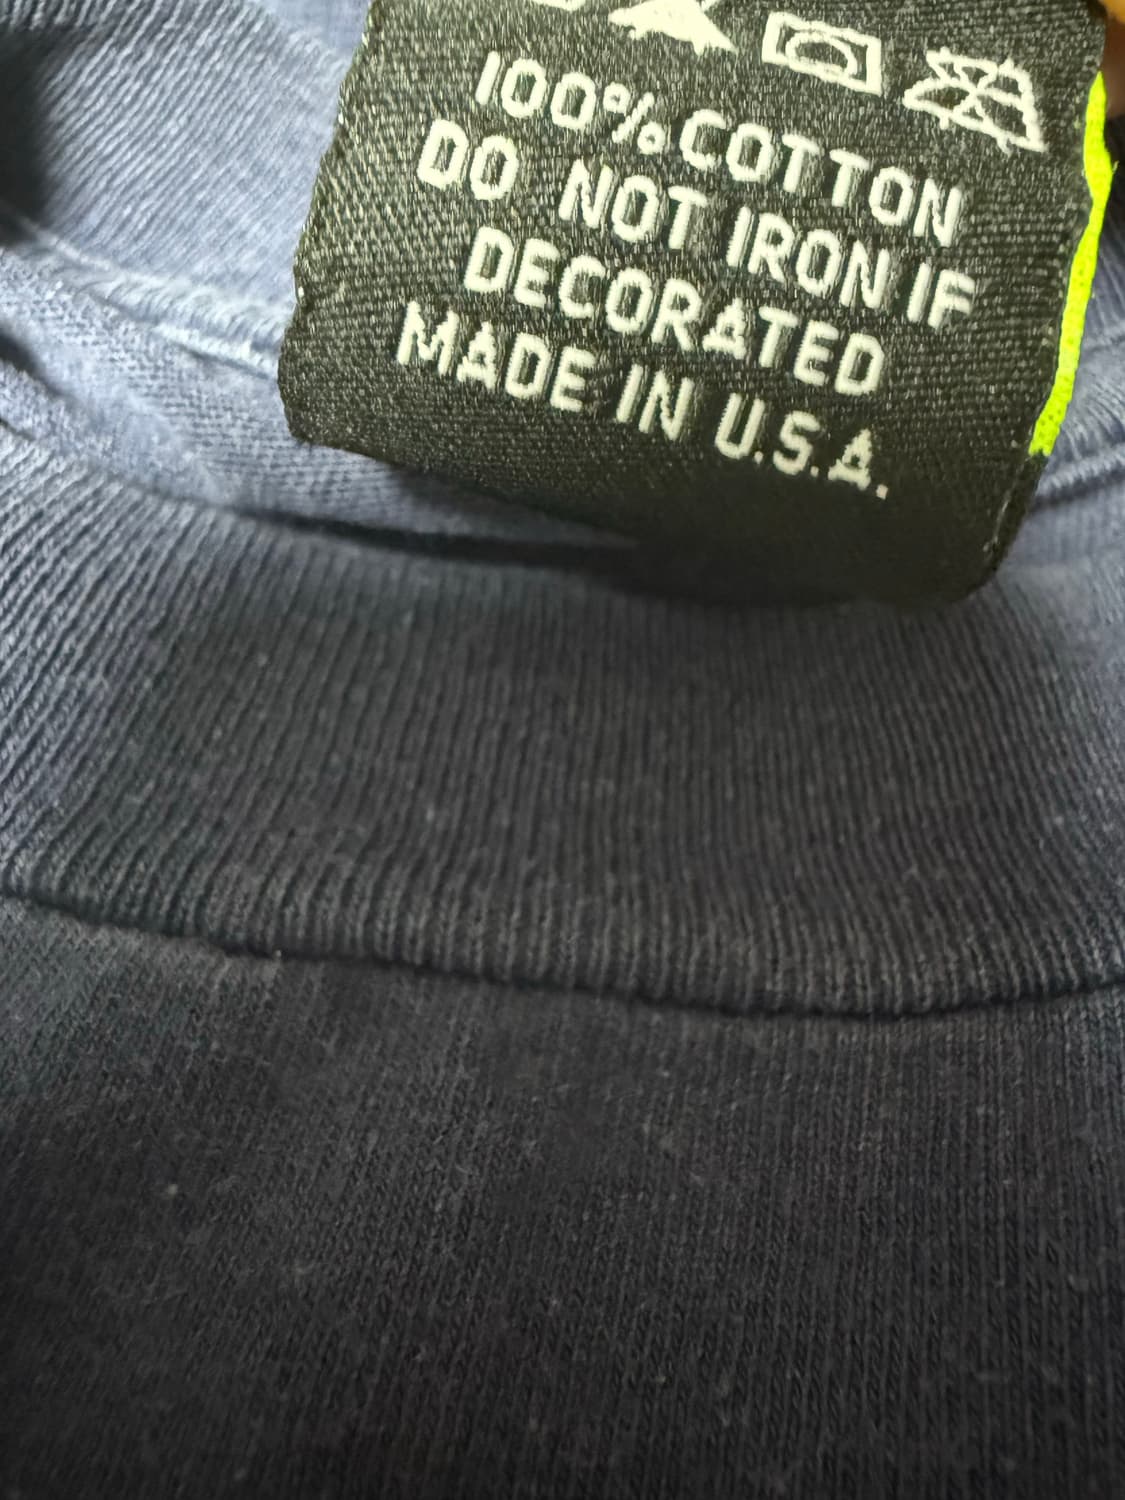 100% COTTON
DO NOT IRON IF
DECORATED
MADE IN U.S.A.